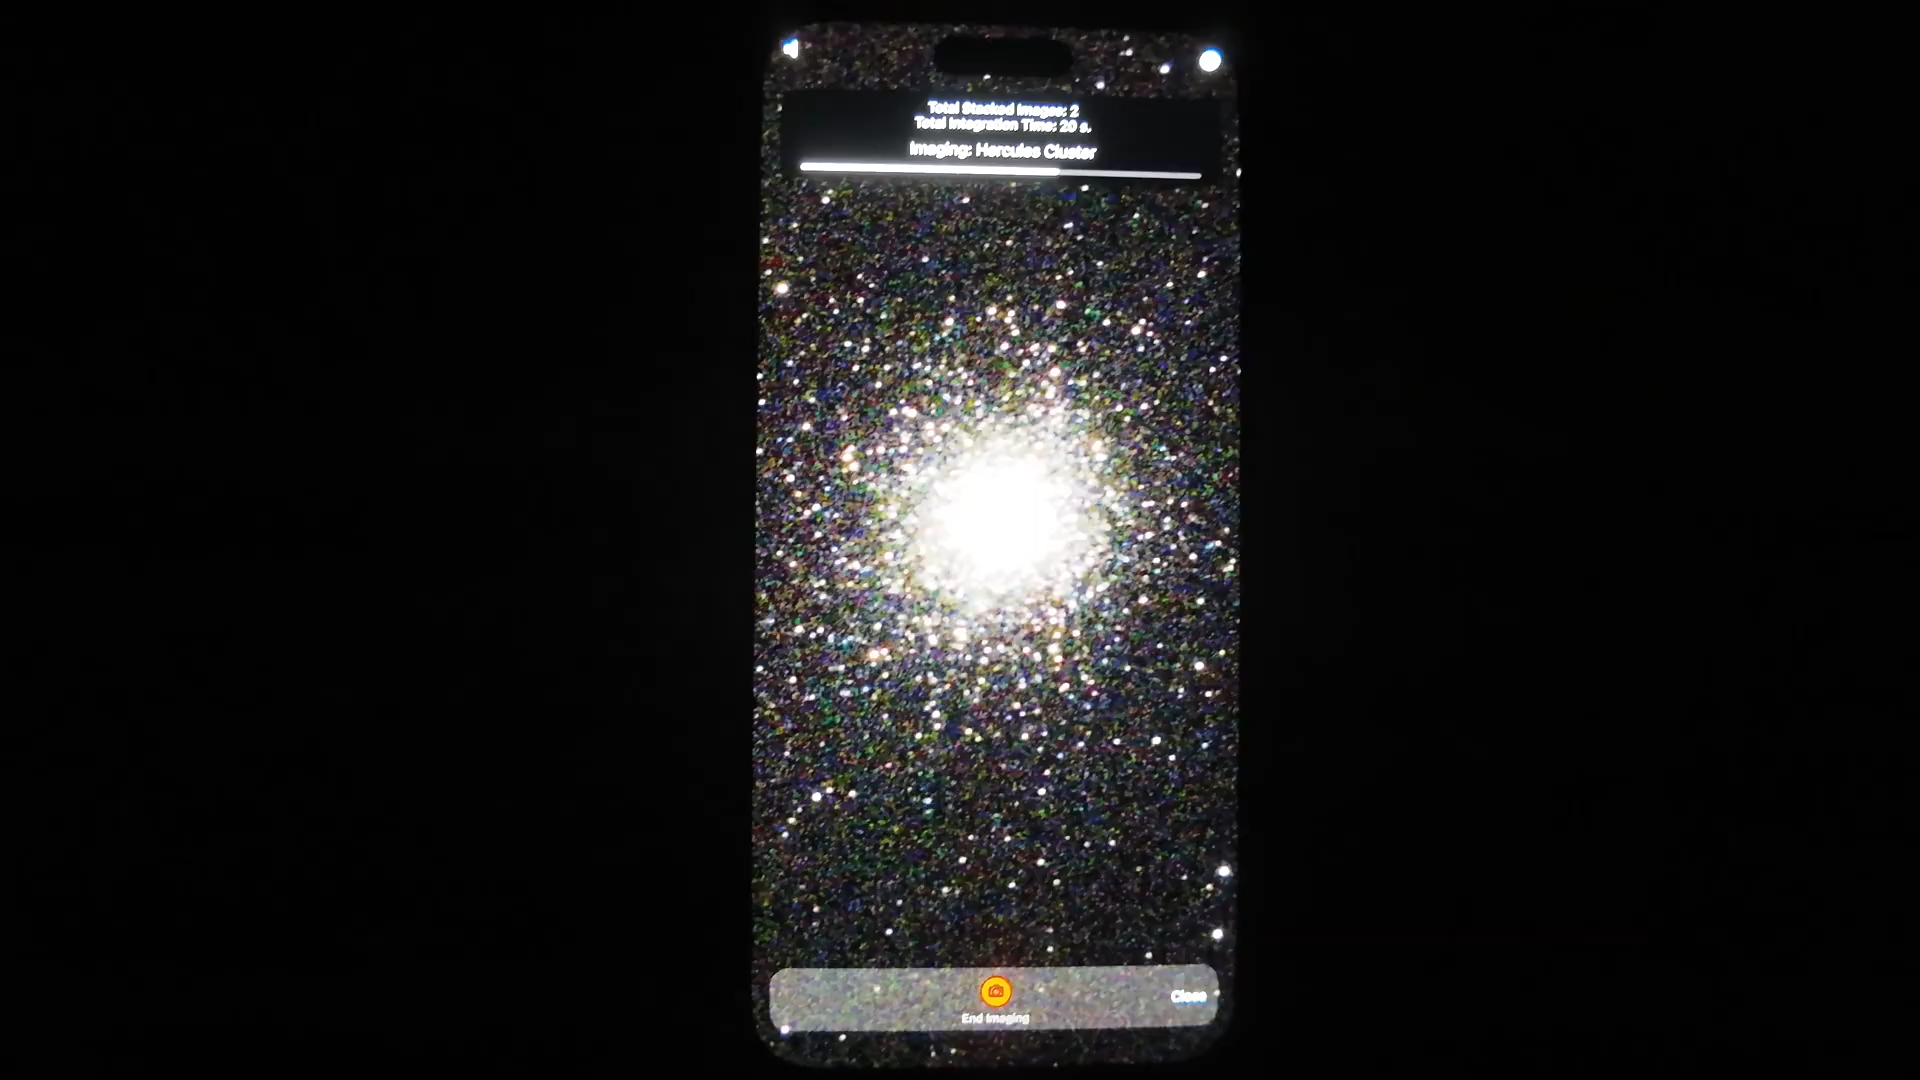 Total Stacked Images: 2
Total Integration Time: 20 s.
Imaging: Hercules Cluster
End Imaging
Close